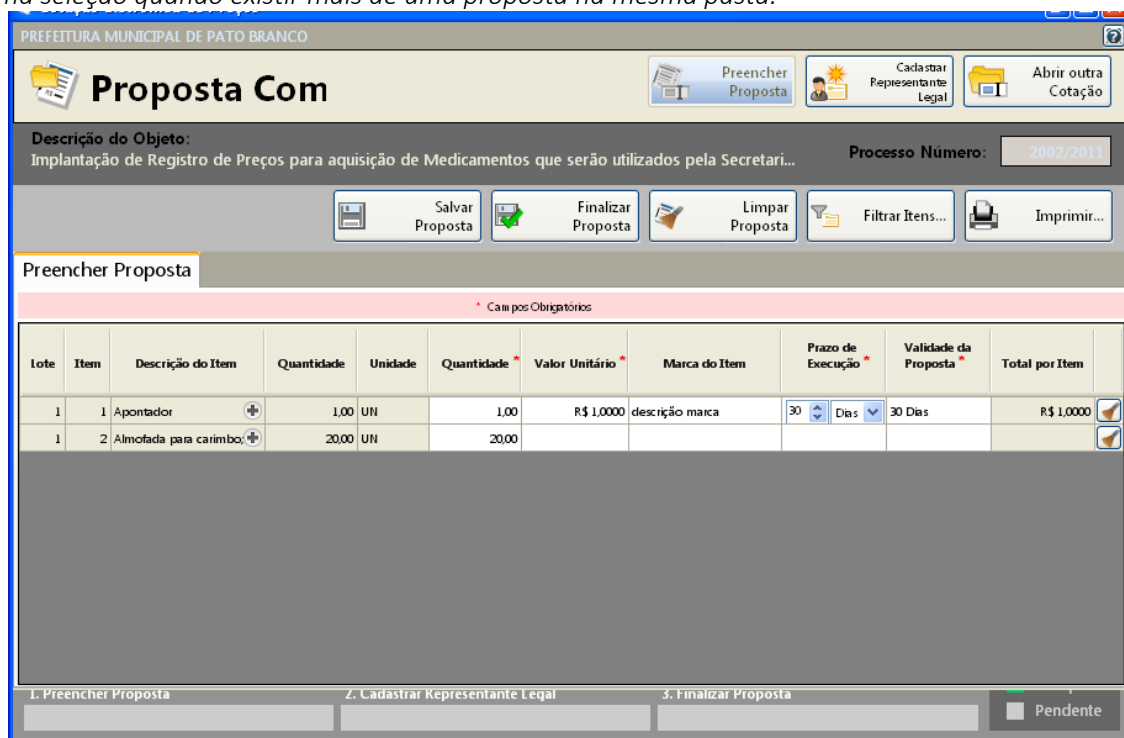 na seleção quando existir mais de uma proposta na mesma pasta.
PREFEITURA MUNICIPAL DE PATO BRANCO
Proposta Com
Preencher
Proposta
Cadastrar
Representante
Legal
Abrir outra
Cotação
Descrição do Objeto:
Implantação de Registro de Preços para aquisição de Medicamentos que serão utilizados pela Secretari...
Processo Número:
2002/2011
Salvar
Proposta
Finalizar
Proposta
Limpar
Proposta
Filtrar Itens...
Imprimir...
Preencher Proposta
* Campos Obrigatórios
Lote Item Descrição do Item Quantidade Unidade Quantidade * Valor Unitário * Marca do Item Prazo de Execução * Validade da Proposta * Total por Item
1 1 Apontador 1,00 UN 1,00 R$ 1,0000 descrição marca 30 Dias 30 Dias R$ 1,0000
1 2 Almofada para carimbo; 20,00 UN 20,00
1. Preencher Proposta
2. Cadastrar Representante Legal
3. Finalizar Proposta
Pendente